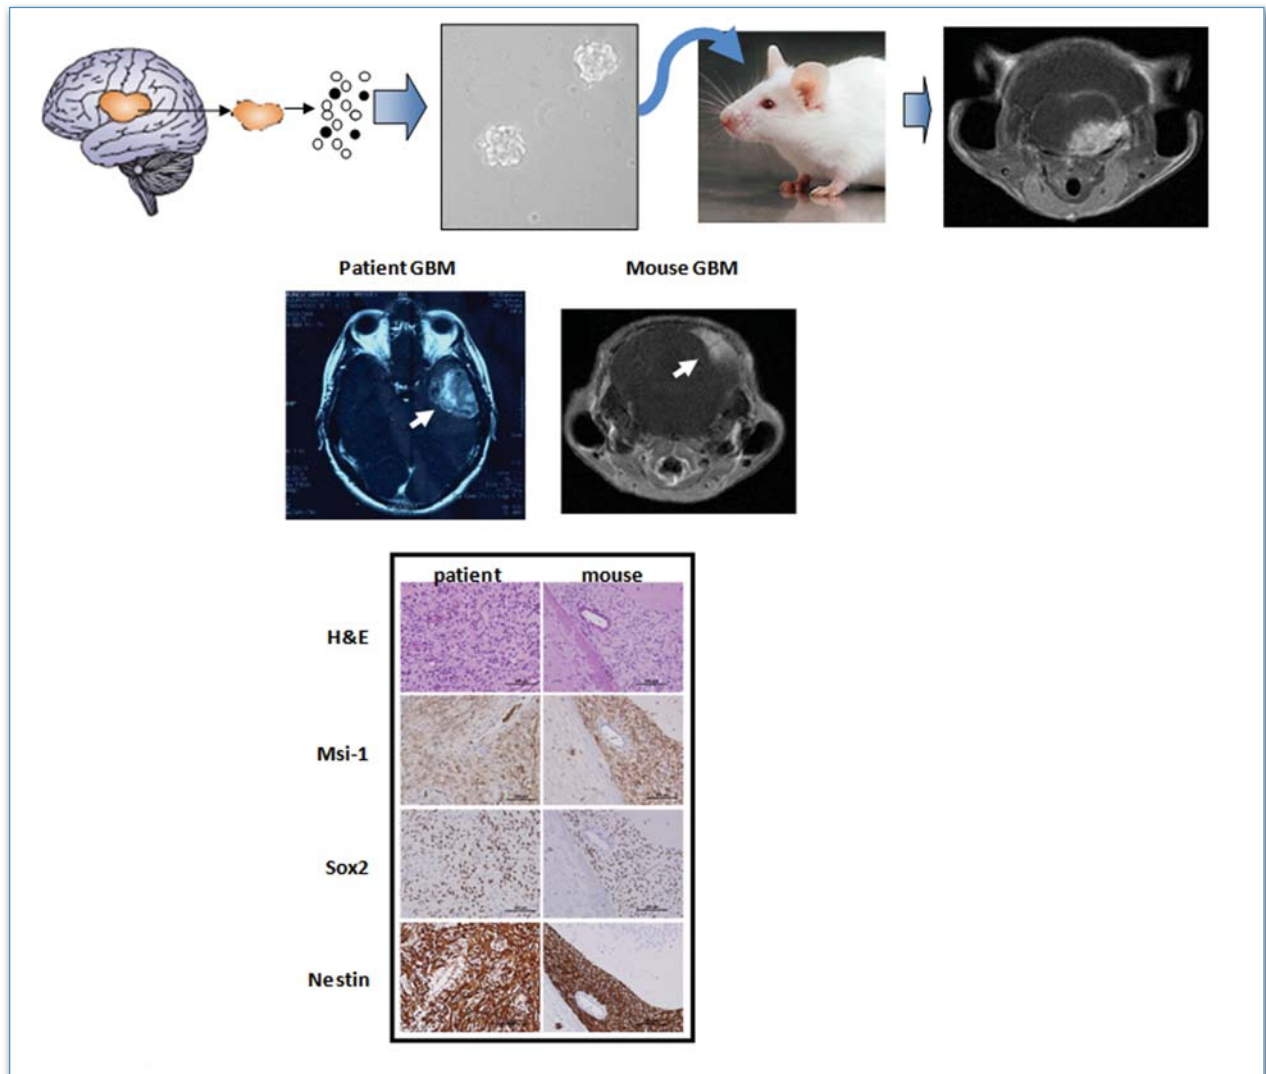 Patient GBM Mouse GBM
patient mouse
H&E
Msi-1
Sox2
Nestin